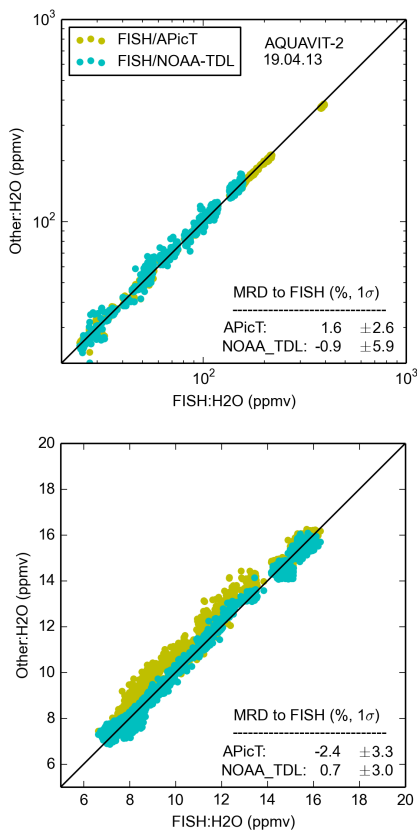 10³
FISH/APicT
FISH/NOAA-TDL
AQUAVIT-2
19.04.13
Other:H2O (ppmv)
10²
MRD to FISH (%, 1σ)
------------------------------
APicT: 1.6 ±2.6
NOAA_TDL: -0.9 ±5.9
10² 10³
FISH:H2O (ppmv)
20
18
16
14
12
10
8
6
Other:H2O (ppmv)
MRD to FISH (%, 1σ)
------------------------------
APicT: -2.4 ±3.3
NOAA_TDL: 0.7 ±3.0
6 8 10 12 14 16 18 20
FISH:H2O (ppmv)